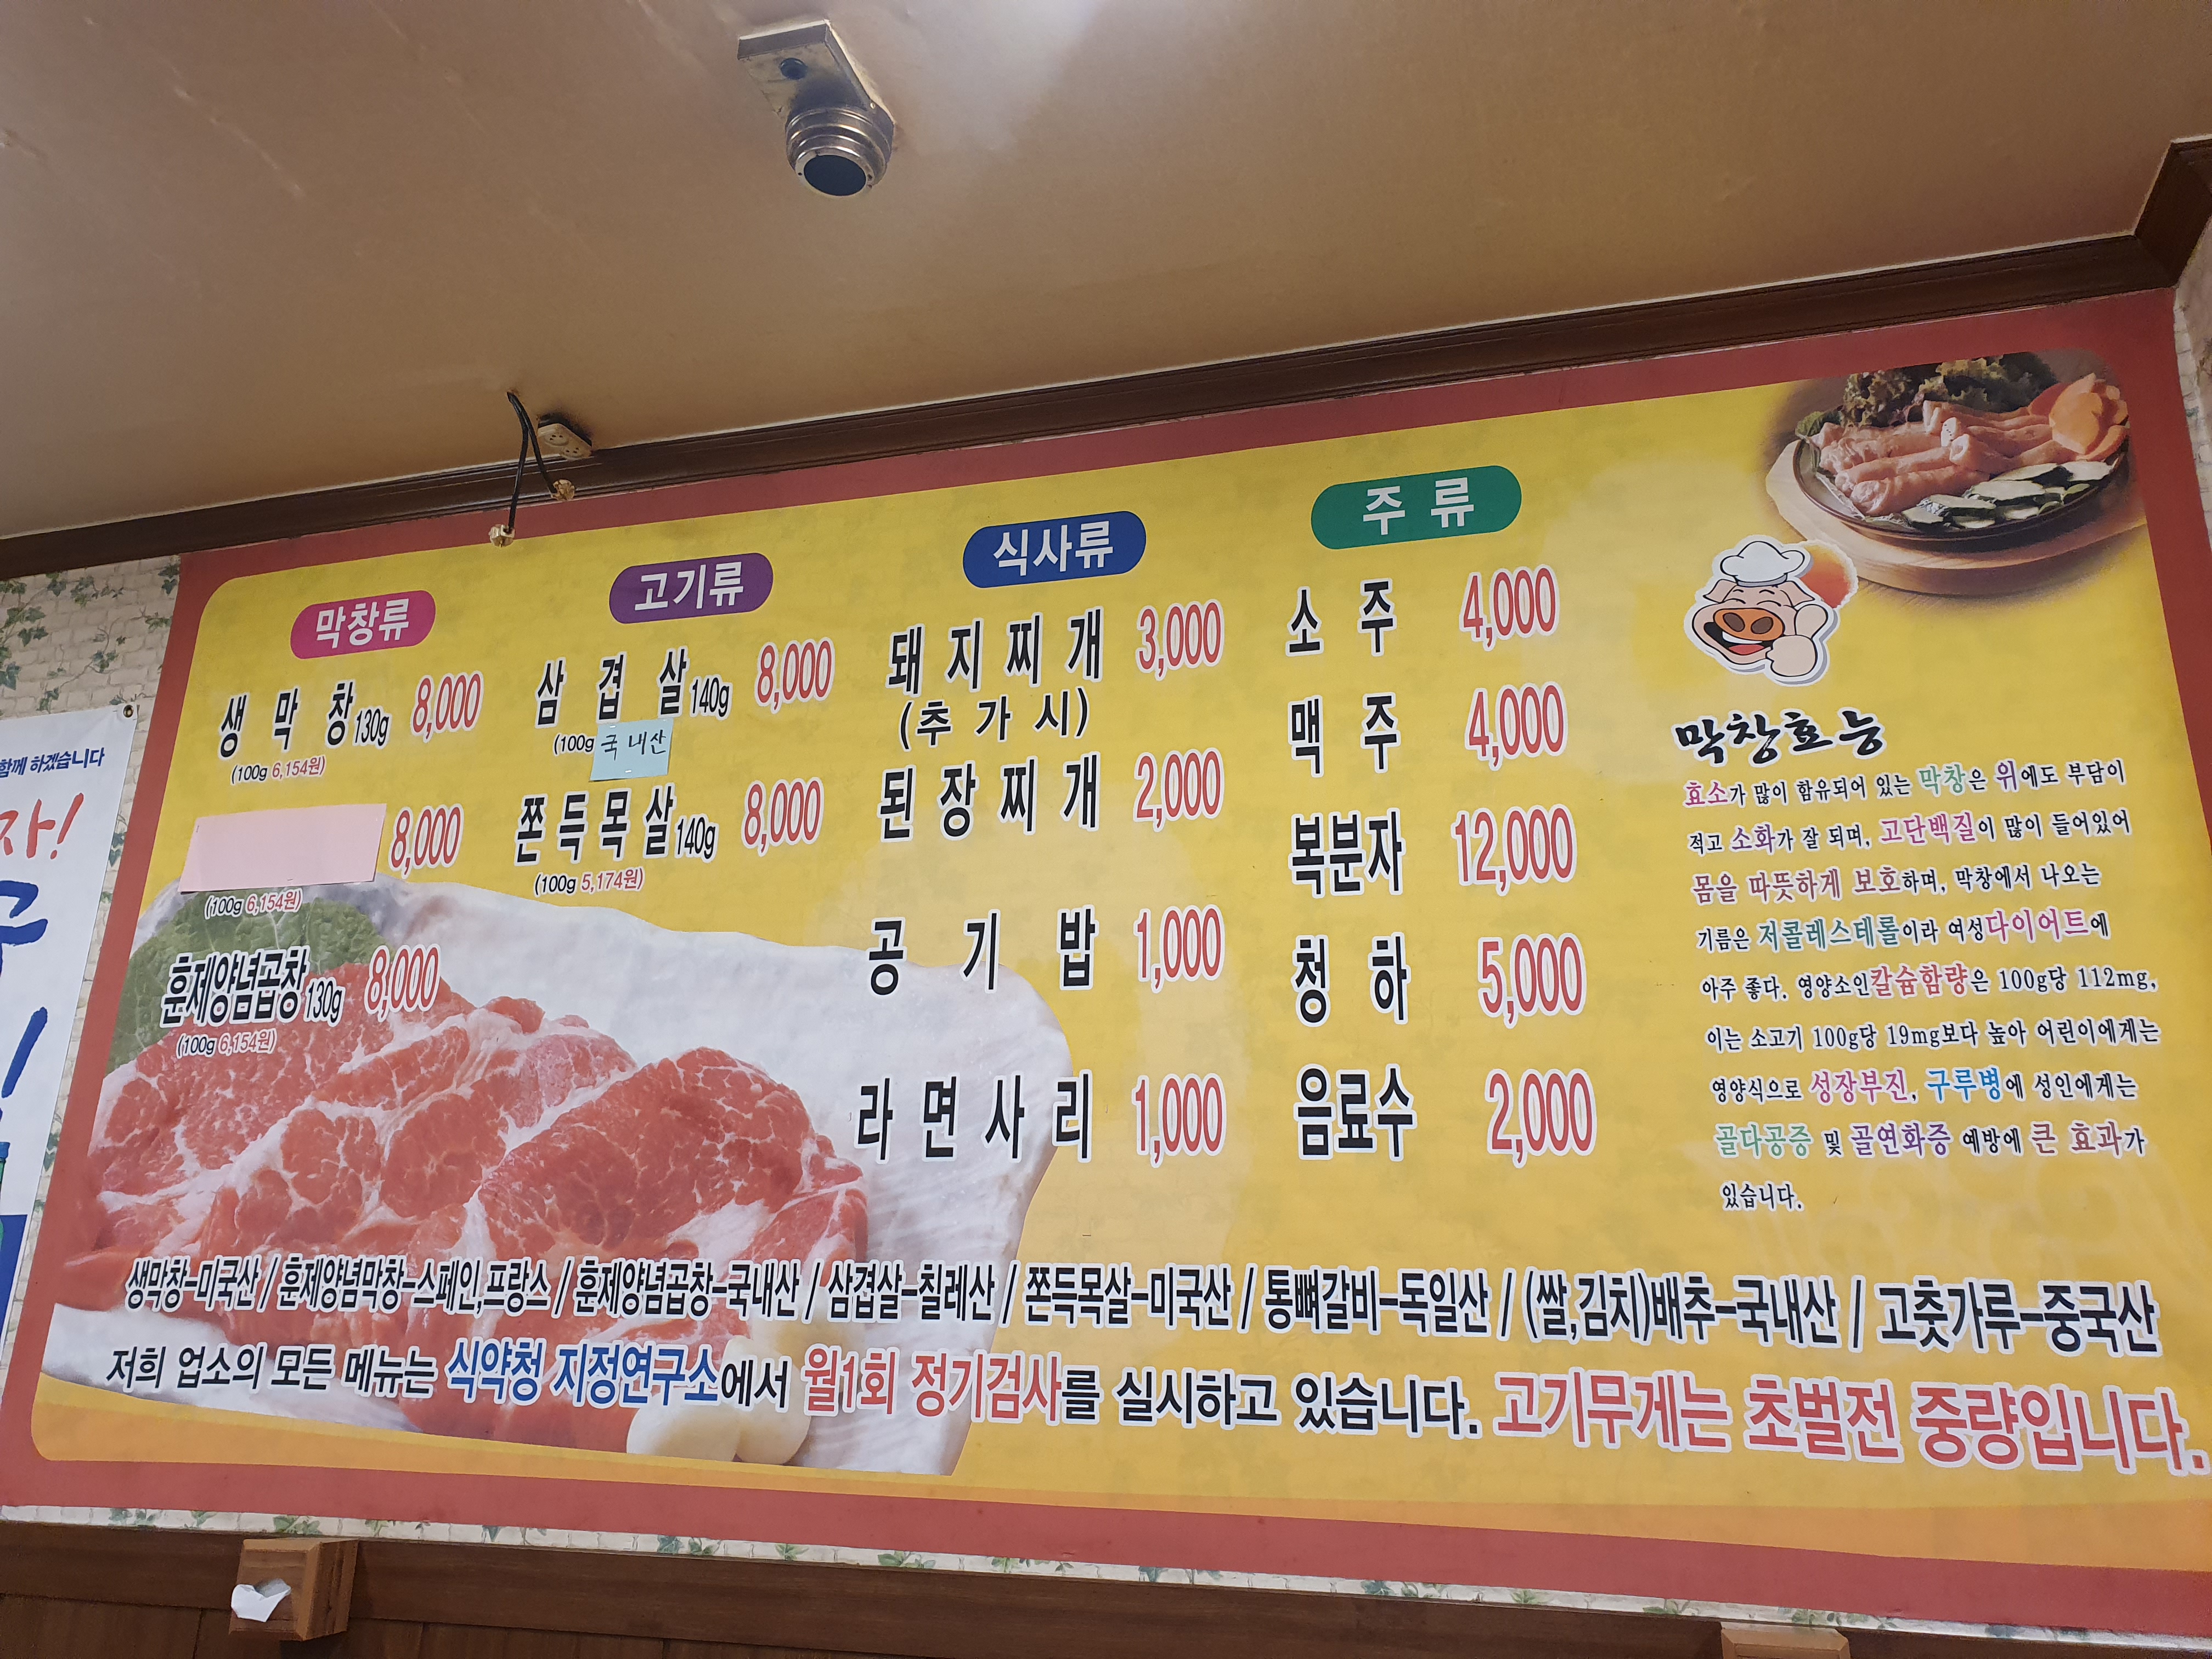 함께 하겠습니다
자!
막창류
생막창 130g 8,000
(100g 6,154원)
8,000
(100g 6,154원)
훈제양념곱창 130g 8,000
(100g 6,154원)
고기류
삼겹살 140g 8,000
(100g 국내산
쫀득목살 140g 8,000
(100g 5,174원)
식사류
돼지찌개 3,000
(추가시)
된장찌개 2,000
공기밥 1,000
라면사리 1,000
주류
소주 4,000
맥주 4,000
복분자 12,000
청하 5,000
음료수 2,000
막창효능
효소가 많이 함유되어 있는 막창은 위에도 부담이
적고 소화가 잘 되며, 고단백질이 많이 들어있어
몸을 따뜻하게 보호하며, 막창에서 나오는
기름은 저콜레스테롤이라 여성다이어트에
아주 좋다. 영양소인칼슘함량은 100g당 112mg,
이는 소고기 100g당 19mg보다 높아 어린이에게는
영양식으로 성장부진, 구루병에 성인에게는
골다공증 및 골연화증 예방에 큰 효과가
있습니다.
생막창-미국산 / 훈제양념막창-스페인,프랑스 / 훈제양념곱창-국내산 / 삼겹살-칠레산 / 쫀득목살-미국산 / 통뼈갈비-독일산 / (쌀,김치)배추-국내산 / 고춧가루-중국산
저희 업소의 모든 메뉴는 식약청 지정연구소에서 월1회 정기검사를 실시하고 있습니다. 고기무게는 초벌전 중량입니다.